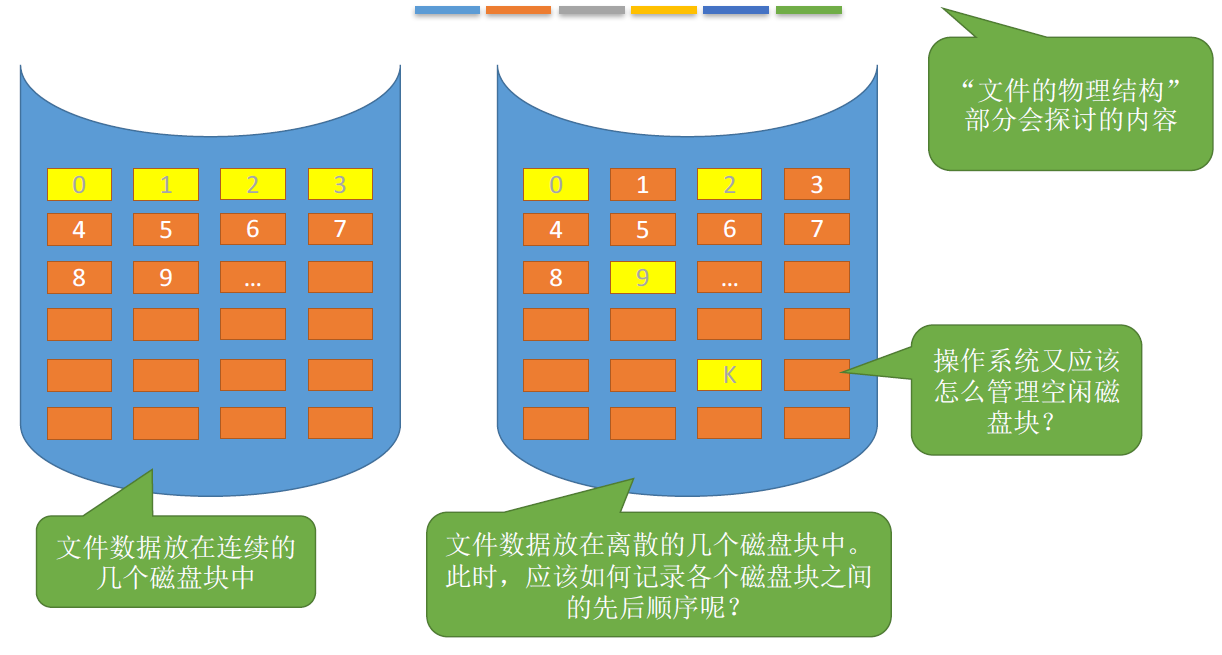 “文件的物理结构”
部分会探讨的内容
0 1 2 3
4 5 6 7
8 9 ...
0 1 2 3
4 5 6 7
8 9 ...
K
操作系统又应该
怎么管理空闲磁
盘块？
文件数据放在连续的
几个磁盘块中
文件数据放在离散的几个磁盘块中。
此时，应该如何记录各个磁盘块之间
的先后顺序呢？